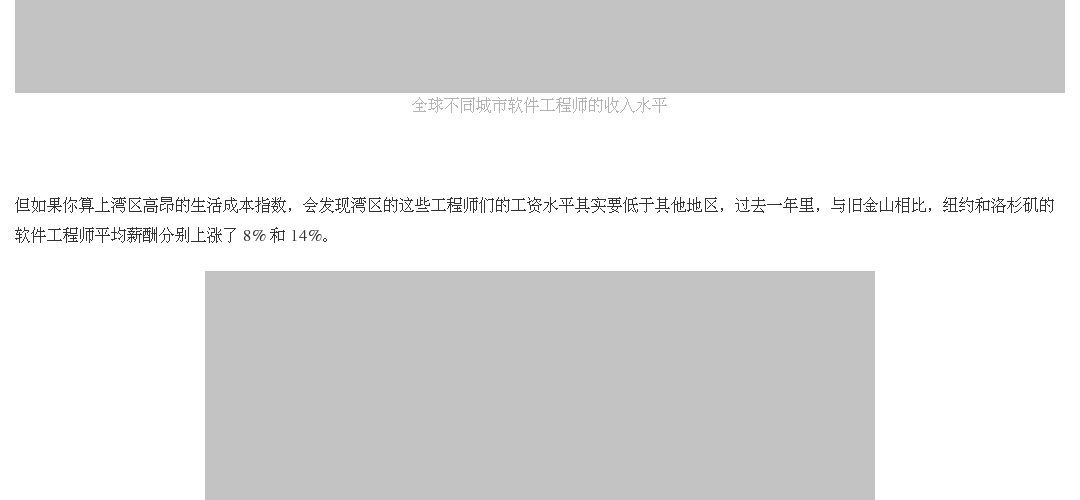 全球不同城市软件工程师的收入水平
但如果你算上湾区高昂的生活成本指数，会发现湾区的这些工程师们的工资水平其实要低于其他地区，过去一年里，与旧金山相比，纽约和洛杉矶的
软件工程师平均薪酬分别上涨了 8% 和 14%。